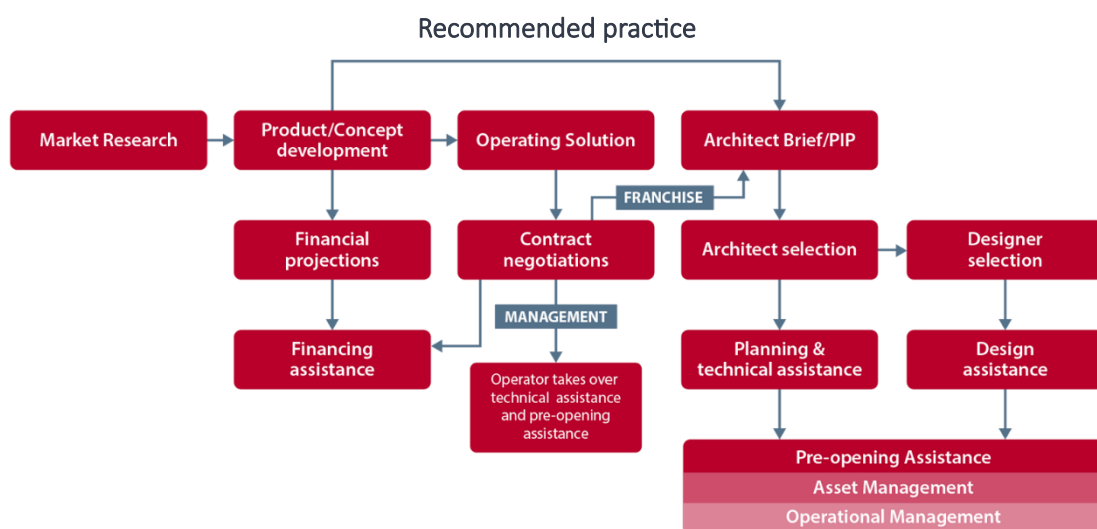 Recommended practice
Market Research
Product/Concept
development
Operating Solution
Architect Brief/PIP
FRANCHISE
Financial
projections
Contract
negotiations
Architect selection
Designer
selection
MANAGEMENT
Financing
assistance
Operator takes over
technical assistance
and pre-opening
assistance
Planning &
technical assistance
Design
assistance
Pre-opening Assistance
Asset Management
Operational Management